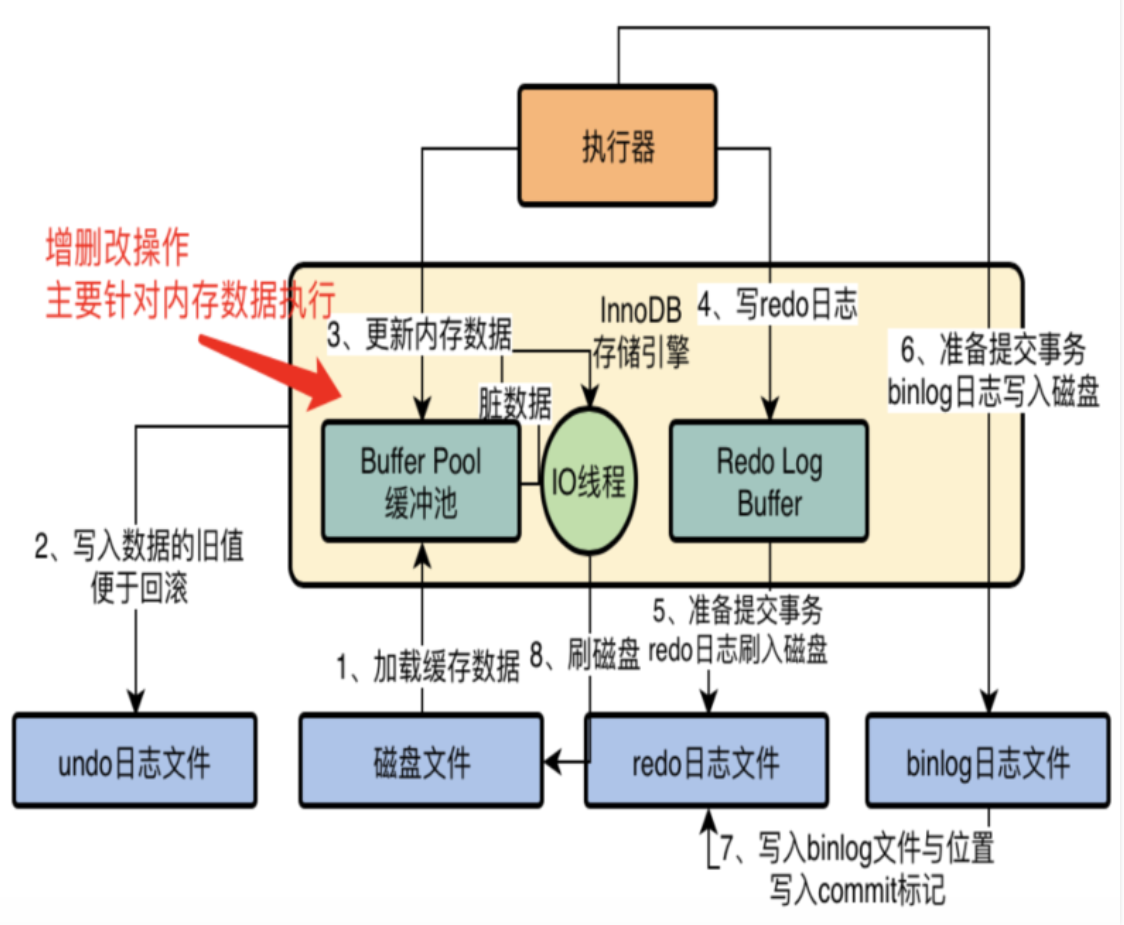 执行器
增删改操作
主要针对内存数据执行
InnoDB
存储引擎
4、写redo日志
3、更新内存数据
6、准备提交事务
binlog日志写入磁盘
脏数据
Buffer Pool
缓冲池
IO线程
Redo Log
Buffer
2、写入数据的旧值
便于回滚
5、准备提交事务
redo日志刷入磁盘
1、加载缓存数据
8、刷磁盘
undo日志文件
磁盘文件
redo日志文件
binlog日志文件
7、写入binlog文件与位置
写入commit标记